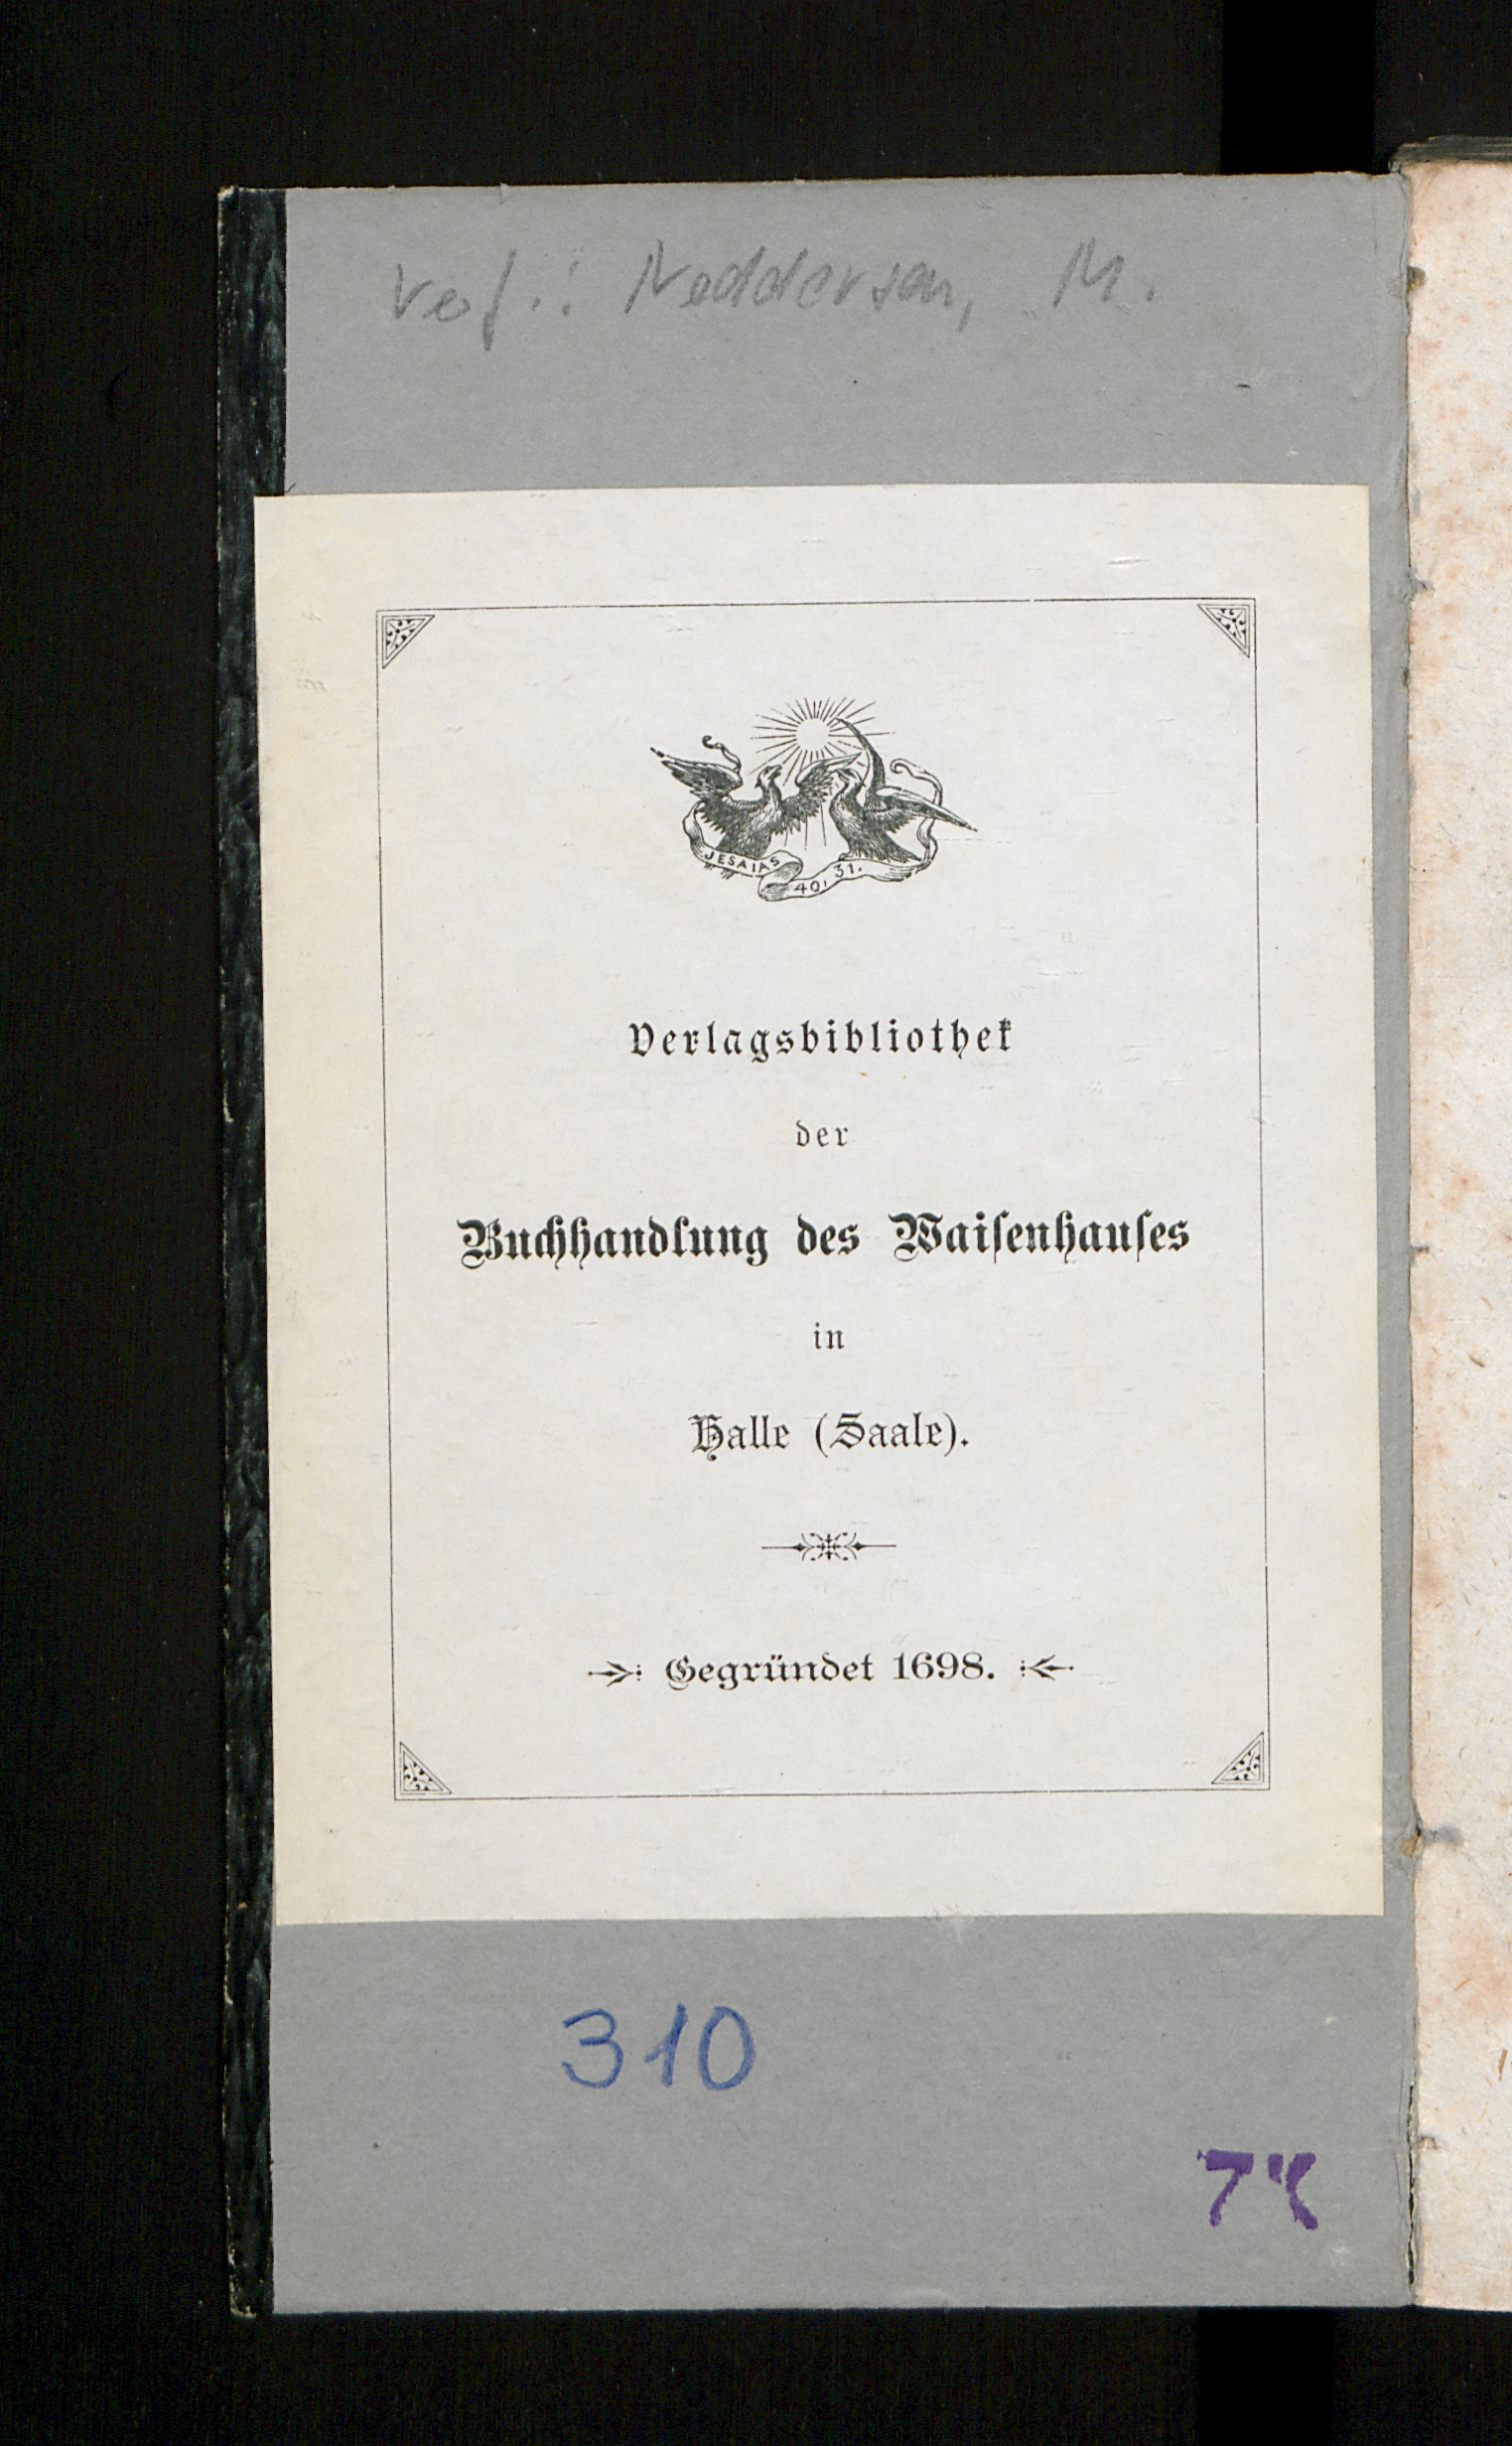 Verf.: Neddersen, M.
JESAIAS 40, 31.
Verlagsbibliothek
der
Buchhandlung des Waiſenhauſes
in
Halle (Saale).
Gegründet 1698.
310